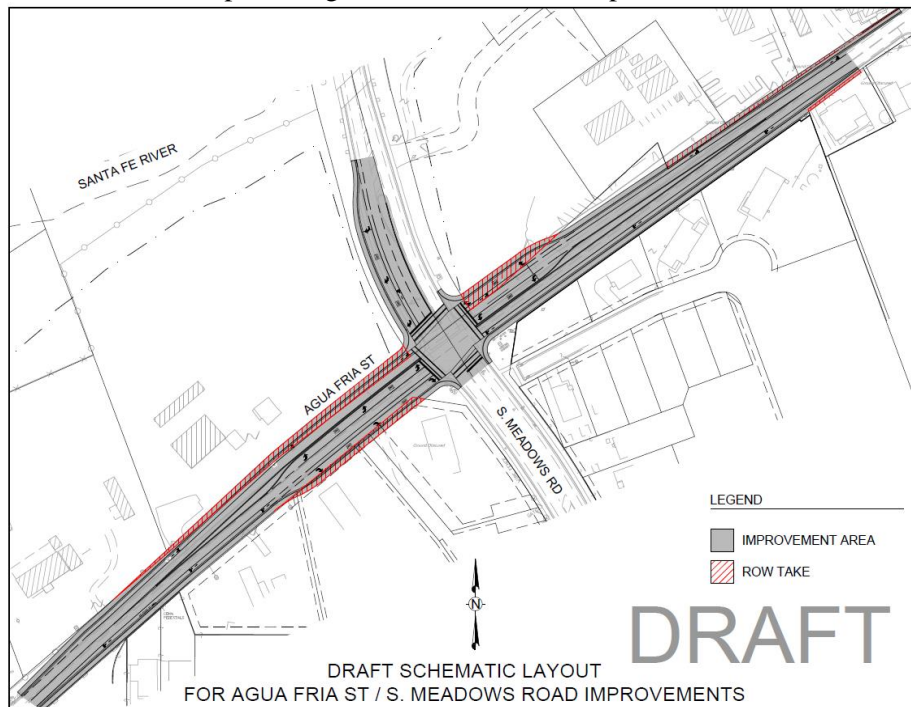 SANTA FE RIVER
AGUA FRIA ST
S. MEADOWS RD
LEGEND
IMPROVEMENT AREA
ROW TAKE
N
DRAFT
DRAFT SCHEMATIC LAYOUT
FOR AGUA FRIA ST / S. MEADOWS ROAD IMPROVEMENTS